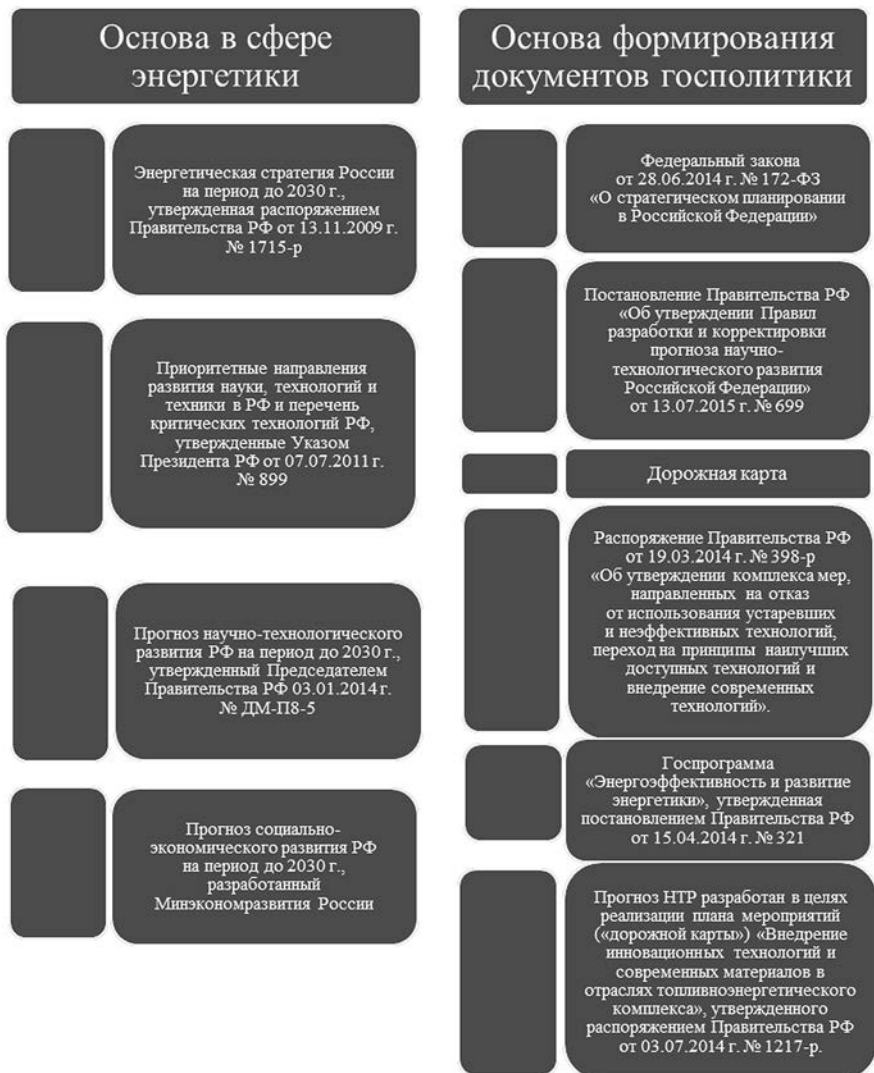 Основа в сфере
энергетики
Энергетическая стратегия России
на период до 2030 г.,
утвержденная распоряжением
Правительства РФ от 13.11.2009 г.
№ 1715-р
Приоритетные направления
развития науки, технологий и
техники в РФ и перечень
критических технологий РФ,
утвержденные Указом
Президента РФ от 07.07.2011 г.
№ 899
Прогноз научно-технологического
развития РФ на период до 2030 г.,
утвержденный Председателем
Правительства РФ 03.01.2014 г.
№ ДМ-П8-5
Прогноз социально-
экономического развития РФ
на период до 2030 г.,
разработанный
Минэкономразвития России
Основа формирования
документов госполитики
Федеральный закона
от 28.06.2014 г. № 172-ФЗ
«О стратегическом планировании
в Российской Федерации»
Постановление Правительства РФ
«Об утверждении Правил
разработки и корректировки
прогноза научно-
технологического развития
Российской Федерации»
от 13.07.2015 г. № 699
Дорожная карта
Распоряжение Правительства РФ
от 19.03.2014 г. № 398-р
«Об утверждении комплекса мер,
направленных на отказ
от использования устаревших
и неэффективных технологий,
переход на принципы наилучших
доступных технологий и
внедрение современных
технологий».
Госпрограмма
«Энергоэффективность и развитие
энергетики», утвержденная
постановлением Правительства РФ
от 15.04.2014 г. № 321
Прогноз НТР разработан в целях
реализации плана мероприятий
(«дорожной карты») «Внедрение
инновационных технологий и
современных материалов в
отраслях топливноэнергетического
комплекса», утвержденного
распоряжением Правительства РФ
от 03.07.2014 г. № 1217-р.